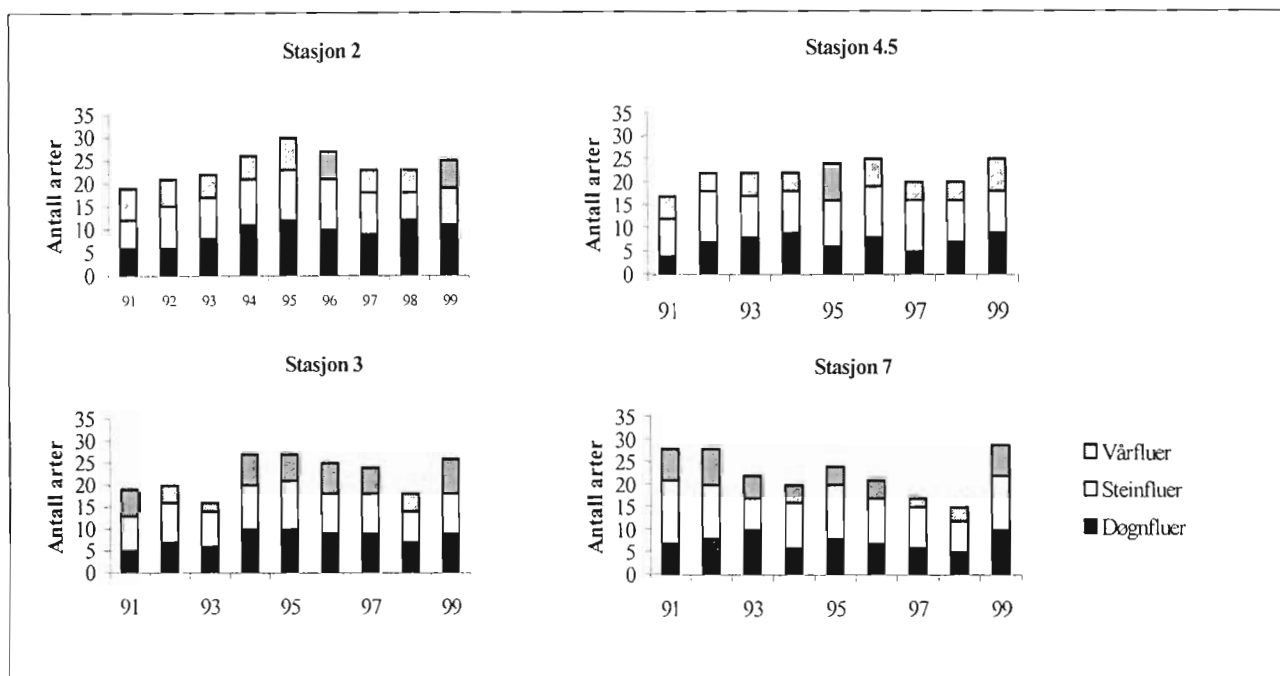 Stasjon 2
Antall arter
35
30
25
20
15
10
5
0
91 92 93 94 95 96 97 98 99
Stasjon 4.5
Antall arter
35
30
25
20
15
10
5
0
91 93 95 97 99
Stasjon 3
Antall arter
35
30
25
20
15
10
5
0
91 93 95 97 99
Stasjon 7
Antall arter
35
30
25
20
15
10
5
0
91 93 95 97 99
Vårfluer
Steinfluer
Døgnfluer